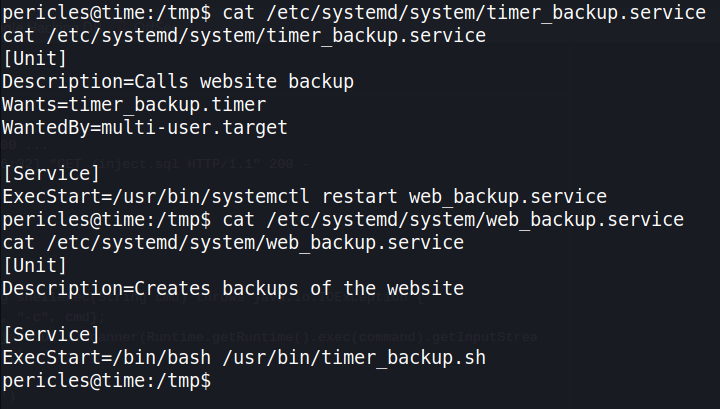 pericles@time:/tmp$ cat /etc/systemd/system/timer_backup.service
cat /etc/systemd/system/timer_backup.service
[Unit]
Description=Calls website backup
Wants=timer_backup.timer
WantedBy=multi-user.target
[Service]
ExecStart=/usr/bin/systemctl restart web_backup.service
pericles@time:/tmp$ cat /etc/systemd/system/web_backup.service
cat /etc/systemd/system/web_backup.service
[Unit]
Description=Creates backups of the website
[Service]
ExecStart=/bin/bash /usr/bin/timer_backup.sh
pericles@time:/tmp$